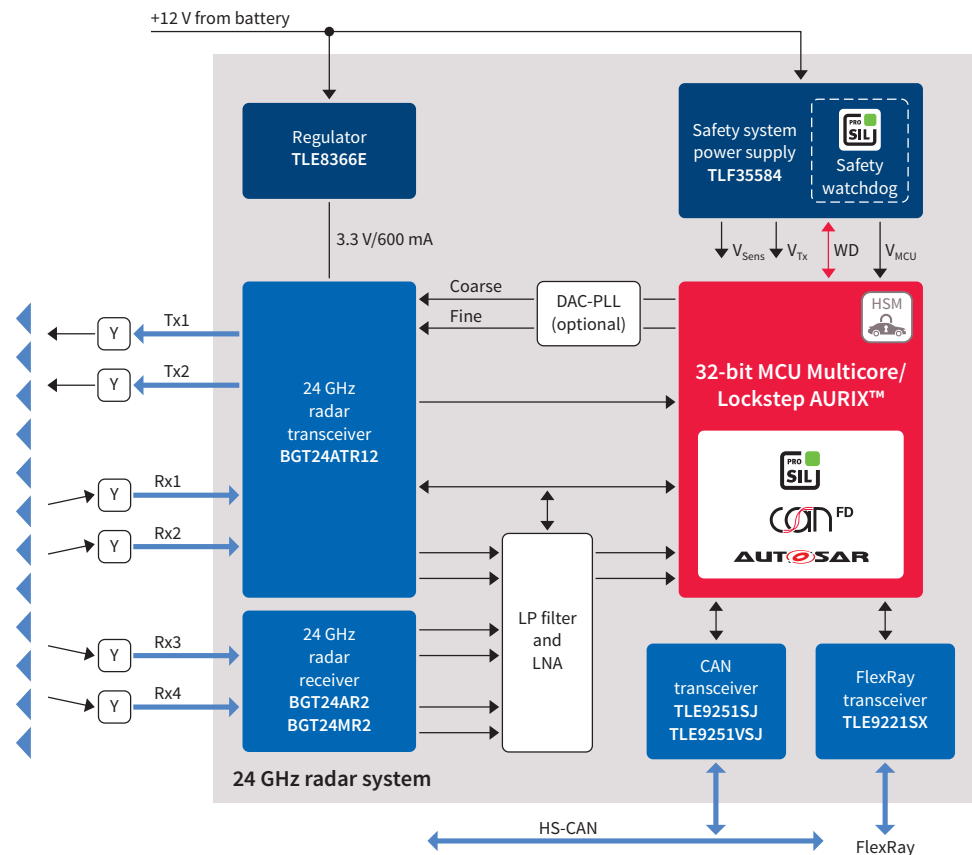 +12 V from battery
Regulator
TLE8366E
Safety system
power supply
TLF35584
PRO
SIL
Safety
watchdog
3.3 V/600 mA
VSens
VTx
WD
VMCU
Coarse
Fine
DAC-PLL
(optional)
HSM
32-bit MCU Multicore/
Lockstep AURIX™
PRO
SIL
CAN FD
AUTOSAR
Y
Tx1
Y
Tx2
24 GHz
radar
transceiver
BGT24ATR12
Y
Rx1
Y
Rx2
LP filter
and
LNA
Y
Rx3
Y
Rx4
24 GHz
radar
receiver
BGT24AR2
BGT24MR2
CAN
transceiver
TLE9251SJ
TLE9251VSJ
FlexRay
transceiver
TLE9221SX
24 GHz radar system
HS-CAN
FlexRay